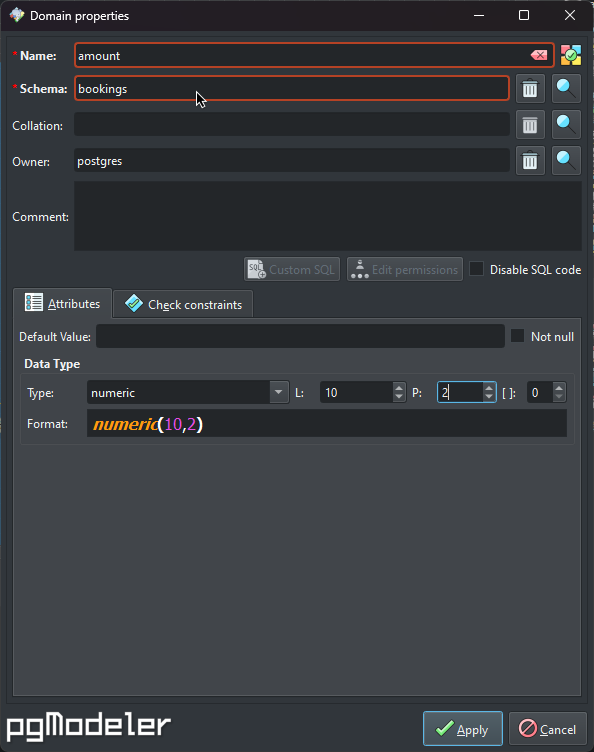 Domain properties
* Name: amount
* Schema: bookings
Collation:
Owner: postgres
Comment:
SQL Custom SQL Edit permissions Disable SQL code
Attributes Check constraints
Default Value: Not null
Data Type
Type: numeric L: 10 P: 2 [ ]: 0
Format: numeric(10,2)
pgModeler Apply Cancel